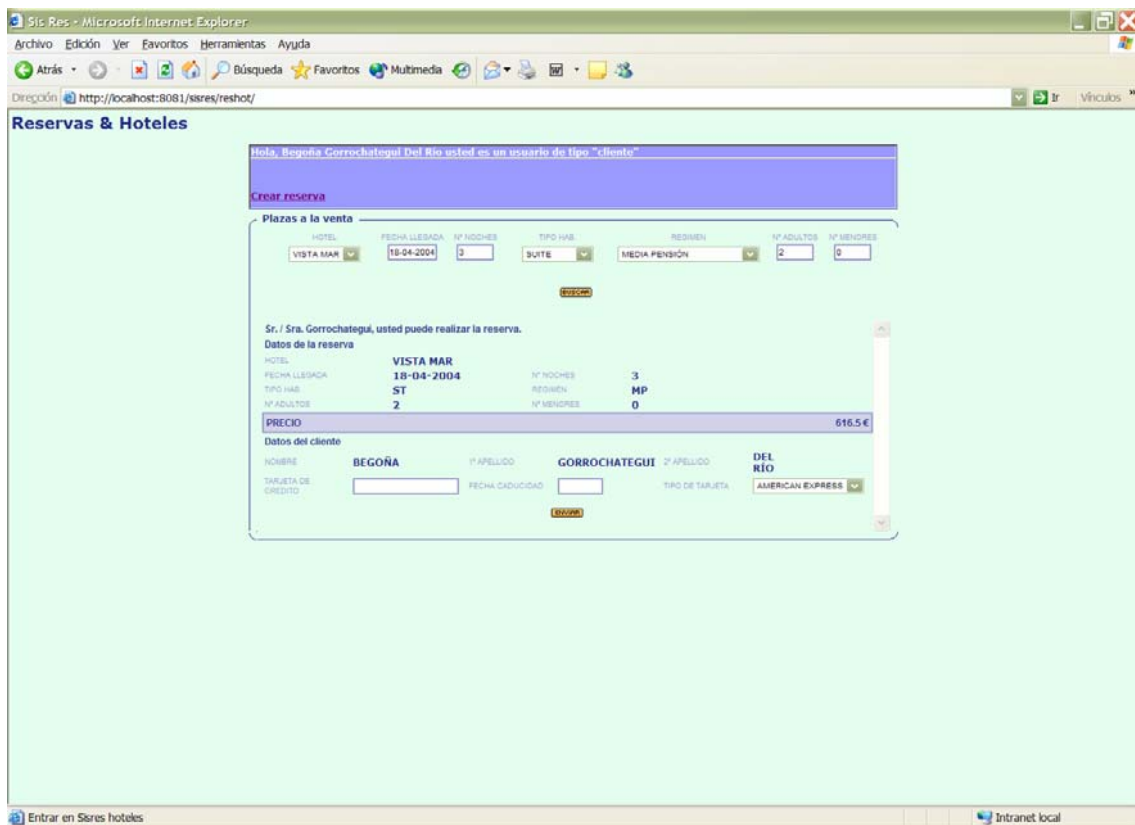 Sis Res - Microsoft Internet Explorer
Archivo Edición Ver Favoritos Herramientas Ayuda
Atrás Búsqueda Favoritos Multimedia
Dirección http://localhost:8081/sisres/reshot/ Ir Vínculos »
Reservas & Hoteles
Hola, Begoña Gorrochategui Del Río usted es un usuario de tipo "cliente"
Crear reserva
Plazas a la venta
HOTEL FECHA LLEGADA Nº NOCHES TIPO HAB. REGIMEN Nº ADULTOS Nº MENORES
VISTA MAR 18-04-2004 3 SUITE MEDIA PENSIÓN 2 0
BUSCAR
Sr. / Sra. Gorrochategui, usted puede realizar la reserva.
Datos de la reserva
HOTEL VISTA MAR
FECHA LLEGADA 18-04-2004 Nº NOCHES 3
TIPO HAB. ST REGIMEN MP
Nº ADULTOS 2 Nº MENORES 0
PRECIO 616.5 €
Datos del cliente
NOMBRE BEGOÑA 1º APELLIDO GORROCHATEGUI 2º APELLIDO DEL
RÍO
TARJETA DE
CREDITO FECHA CADUCIDAD TIPO DE TARJETA AMERICAN EXPRESS
ENVIAR
Entrar en Sisres hoteles Intranet local